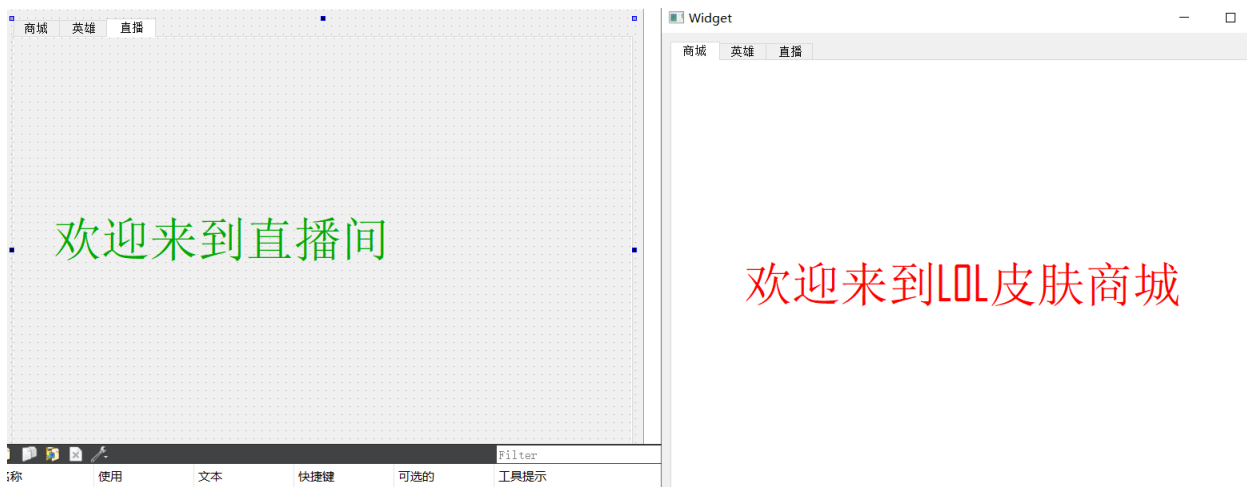 商城 英雄 直播
欢迎来到直播间
Filter
使用 文本 快捷键 可选的 工具提示
Widget
商城 英雄 直播
欢迎来到LOL皮肤商城